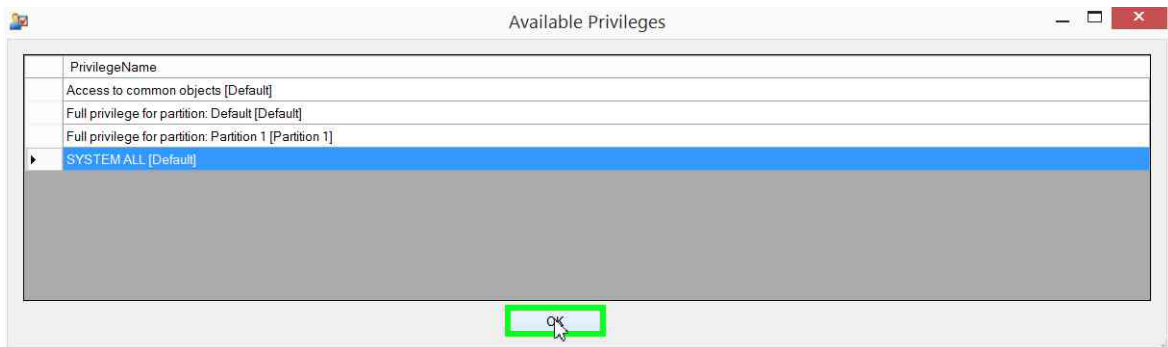 Available Privileges
PrivilegeName
Access to common objects [Default]
Full privilege for partition: Default [Default]
Full privilege for partition: Partition 1 [Partition 1]
SYSTEM ALL [Default]
OK